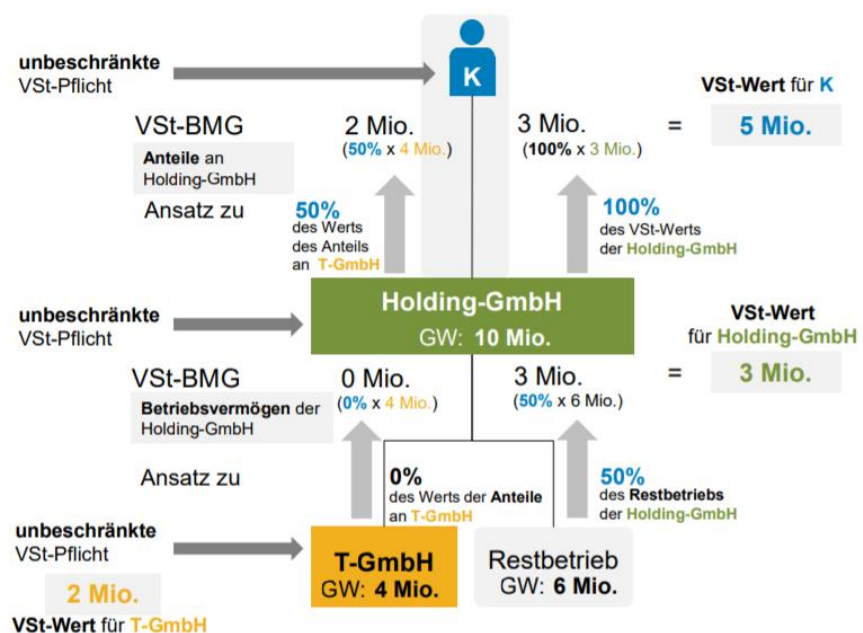 K
unbeschränkte
VSt-Pflicht
VSt-Wert für K
5 Mio.
VSt-BMG
2 Mio.
(50% x 4 Mio.)
3 Mio.
(100% x 3 Mio.)
=
Anteile an
Holding-GmbH
Ansatz zu
50%
des Werts
des Anteils
an T-GmbH
100%
des VSt-Werts
der Holding-GmbH
unbeschränkte
VSt-Pflicht
Holding-GmbH
GW: 10 Mio.
VSt-Wert
für Holding-GmbH
3 Mio.
VSt-BMG
0 Mio.
(0% x 4 Mio.)
3 Mio.
(50% x 6 Mio.)
=
Betriebsvermögen der
Holding-GmbH
Ansatz zu
0%
des Werts der Anteile
an T-GmbH
50%
des Restbetriebs
der Holding-GmbH
unbeschränkte
VSt-Pflicht
T-GmbH
GW: 4 Mio.
Restbetrieb
GW: 6 Mio.
2 Mio.
VSt-Wert für T-GmbH